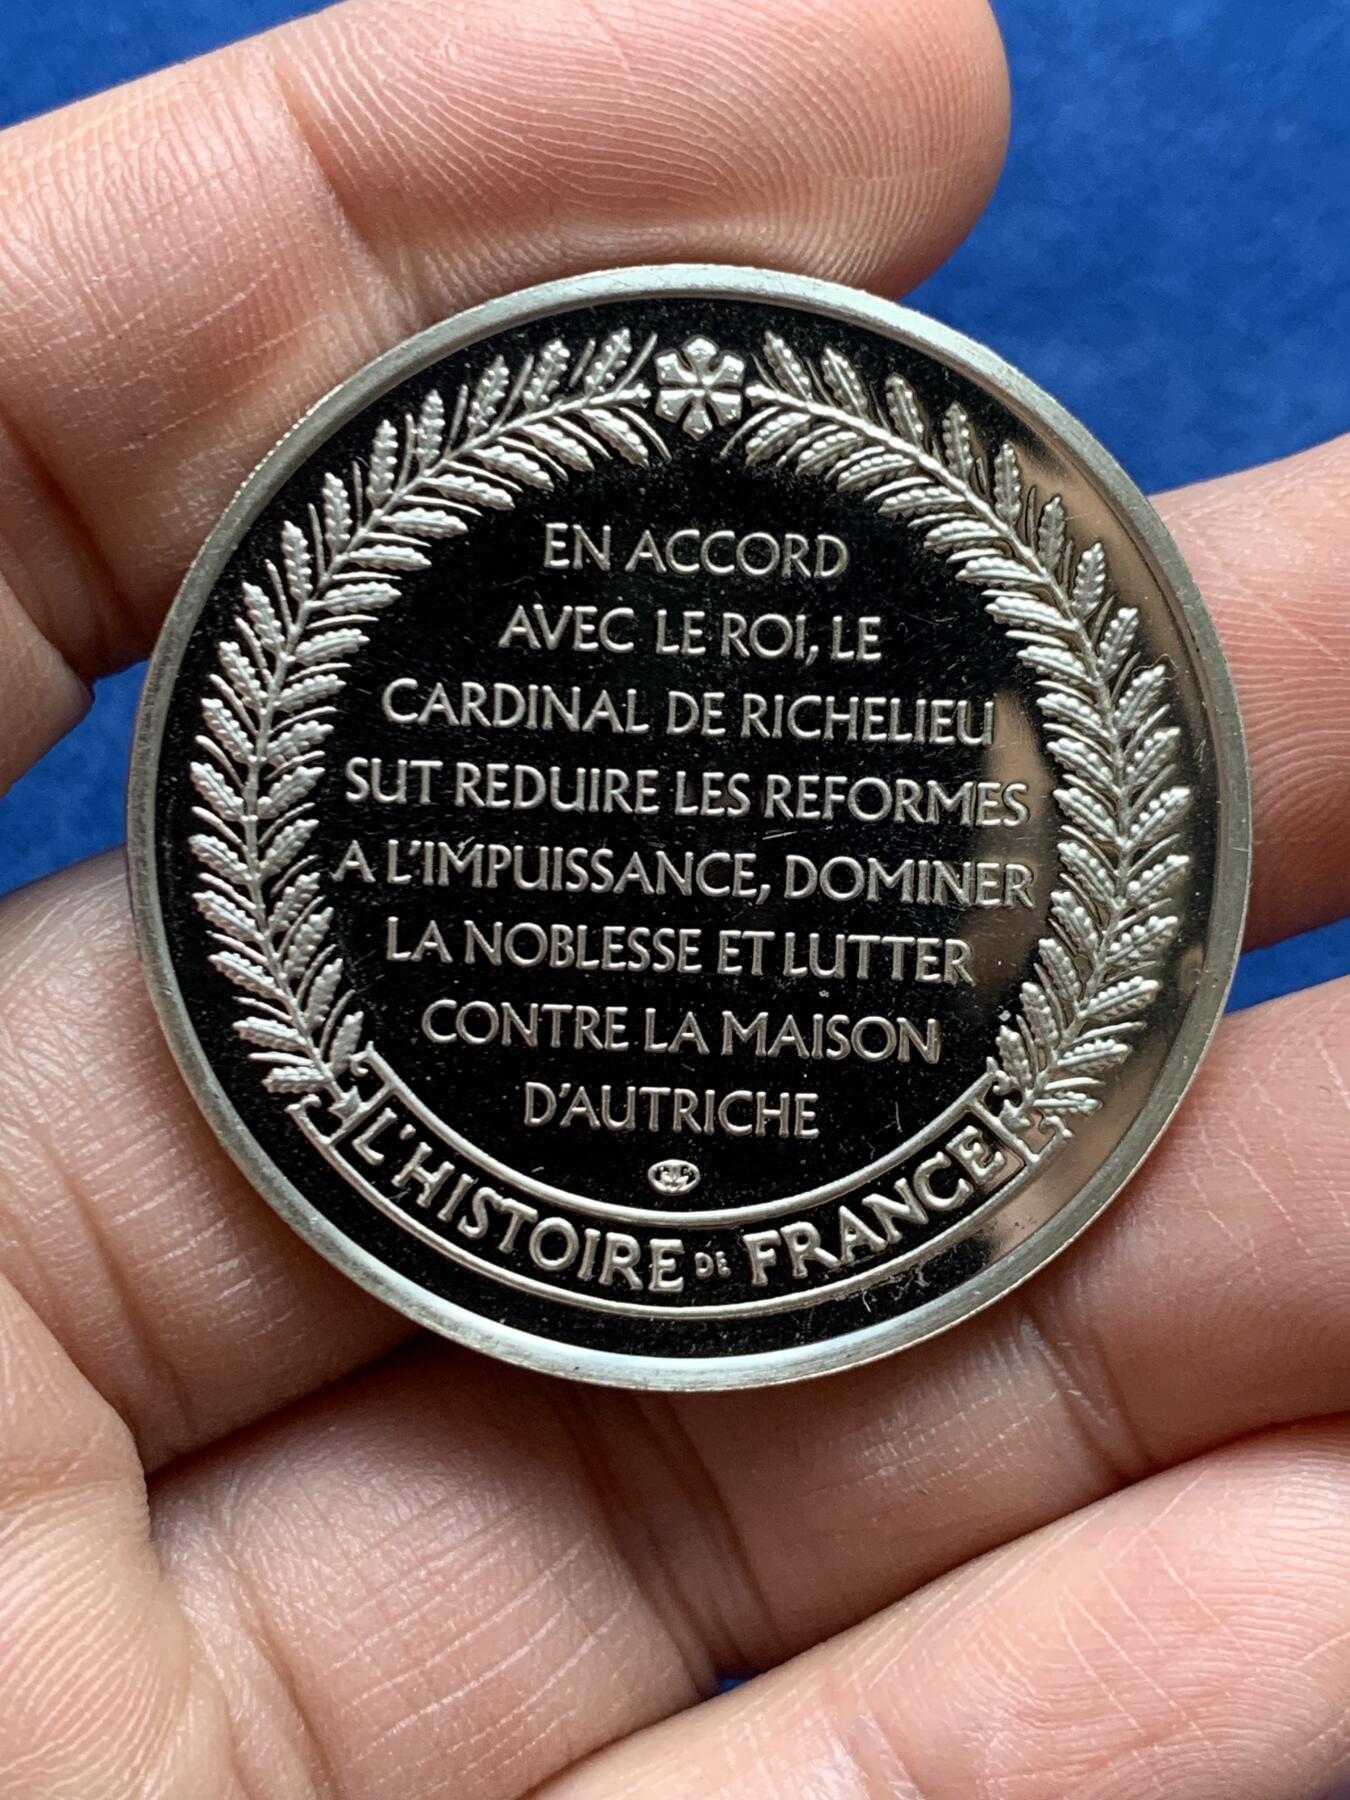 EN ACCORD
AVEC LE ROI, LE
CARDINAL DE RICHELIEU
SUT REDUIRE LES REFORMES
A L'IMPUISSANCE, DOMINER
LA NOBLESSE ET LUTTER
CONTRE LA MAISON
D'AUTRICHE
L'HISTOIRE DE FRANCE